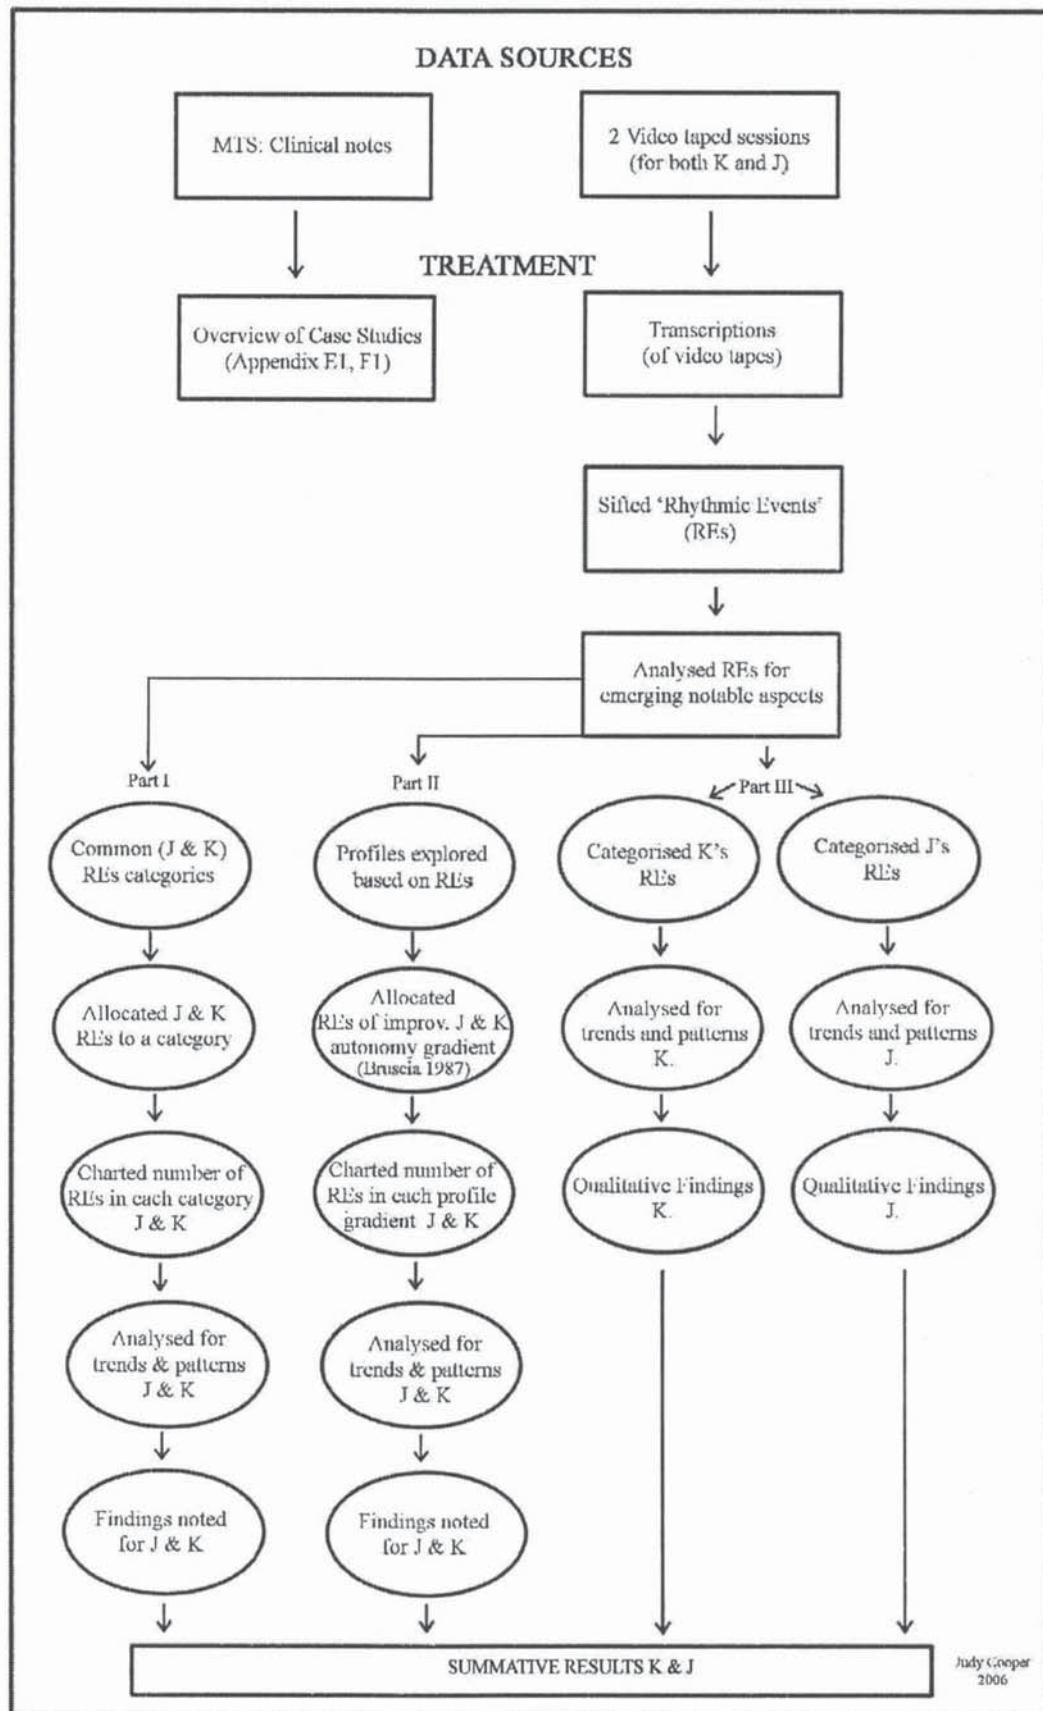 DATA SOURCES
MTS: Clinical notes
2 Video taped sessions
(for both K and J)
TREATMENT
Overview of Case Studies
(Appendix E1, F1)
Transcriptions
(of video tapes)
Sifted ‘Rhythmic Events’
(REs)
Analysed REs for
emerging notable aspects
Part I
Common (J & K)
REs categories
Allocated J & K
REs to a category
Charted number of
REs in each category
J & K
Analysed for
trends & patterns
J & K
Findings noted
for J & K
Part II
Profiles explored
based on REs
Allocated
REs of improv. J & K
autonomy gradient
(Bruscia 1987)
Charted number of
REs in each profile
gradient J & K
Analysed for
trends & patterns
J & K
Findings noted
for J & K
Part III
Categorised K's
REs
Analysed for
trends and patterns
K.
Qualitative Findings
K.
Categorised J's
REs
Analysed for
trends and patterns
J.
Qualitative Findings
J.
SUMMATIVE RESULTS K & J
Judy Cooper
2006